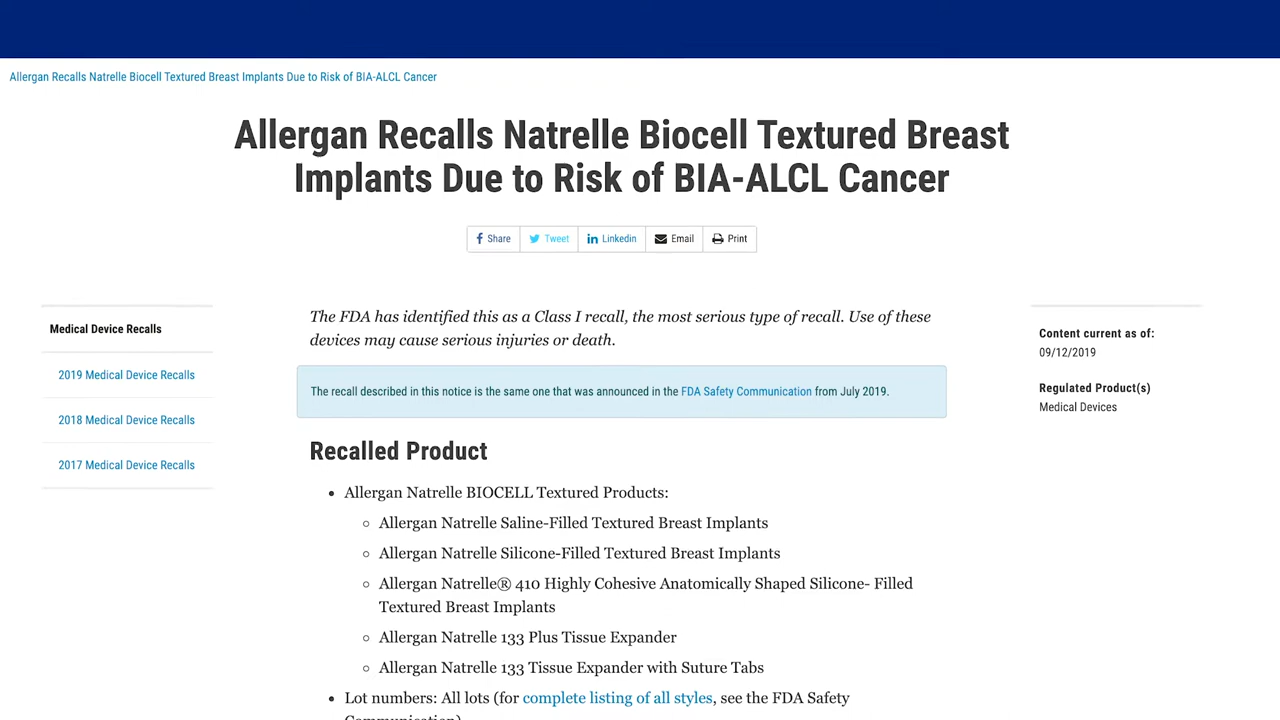 Allergan Recalls Natrelle Biocell Textured Breast Implants Due to Risk of BIA-ALCL Cancer
Allergan Recalls Natrelle Biocell Textured Breast
Implants Due to Risk of BIA-ALCL Cancer
Share Tweet Linkedin Email Print
Medical Device Recalls
2019 Medical Device Recalls
2018 Medical Device Recalls
2017 Medical Device Recalls
The FDA has identified this as a Class I recall, the most serious type of recall. Use of these
devices may cause serious injuries or death.
The recall described in this notice is the same one that was announced in the FDA Safety Communication from July 2019.
Recalled Product
• Allergan Natrelle BIOCELL Textured Products:
○ Allergan Natrelle Saline-Filled Textured Breast Implants
○ Allergan Natrelle Silicone-Filled Textured Breast Implants
○ Allergan Natrelle® 410 Highly Cohesive Anatomically Shaped Silicone- Filled
Textured Breast Implants
○ Allergan Natrelle 133 Plus Tissue Expander
○ Allergan Natrelle 133 Tissue Expander with Suture Tabs
• Lot numbers: All lots (for complete listing of all styles, see the FDA Safety
Communication)
Content current as of:
09/12/2019
Regulated Product(s)
Medical Devices